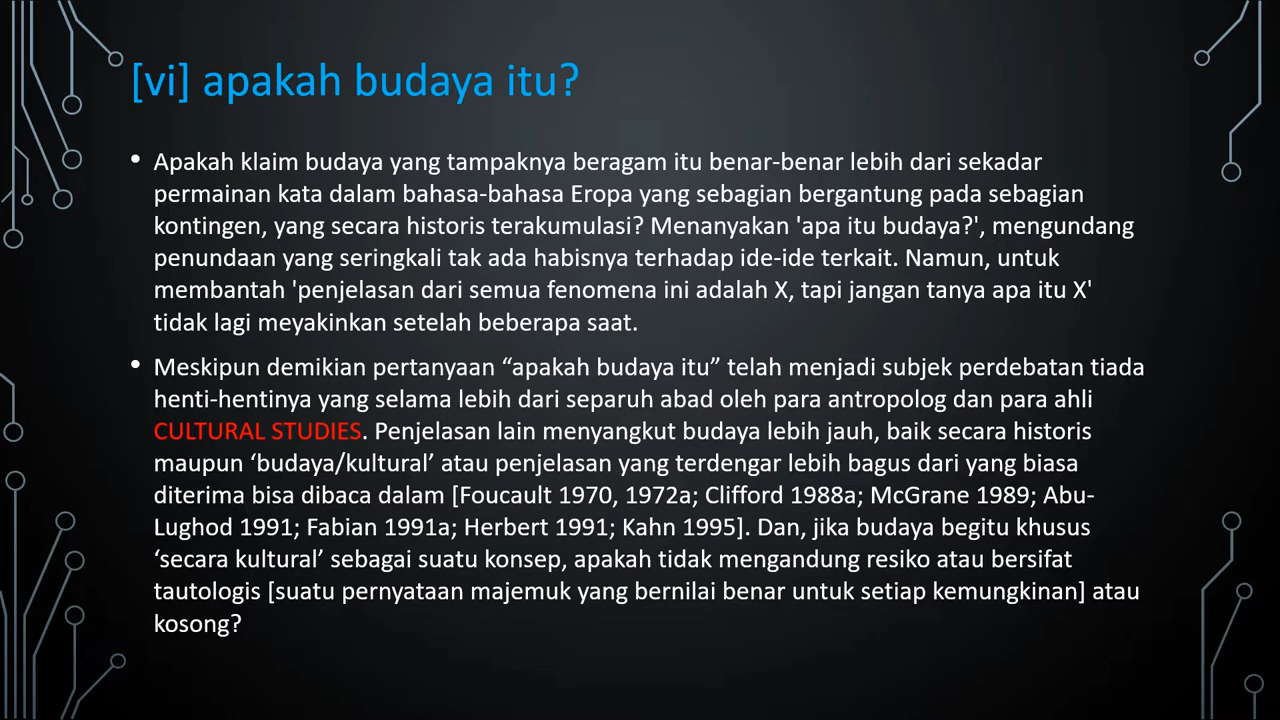 [vi] apakah budaya itu?
• Apakah klaim budaya yang tampaknya beragam itu benar-benar lebih dari sekadar
permainan kata dalam bahasa-bahasa Eropa yang sebagian bergantung pada sebagian
kontingen, yang secara historis terakumulasi? Menanyakan 'apa itu budaya?', mengundang
penundaan yang seringkali tak ada habisnya terhadap ide-ide terkait. Namun, untuk
membantah 'penjelasan dari semua fenomena ini adalah X, tapi jangan tanya apa itu X'
tidak lagi meyakinkan setelah beberapa saat.
• Meskipun demikian pertanyaan “apakah budaya itu” telah menjadi subjek perdebatan tiada
henti-hentinya yang selama lebih dari separuh abad oleh para antropolog dan para ahli
CULTURAL STUDIES. Penjelasan lain menyangkut budaya lebih jauh, baik secara historis
maupun ‘budaya/kultural’ atau penjelasan yang terdengar lebih bagus dari yang biasa
diterima bisa dibaca dalam [Foucault 1970, 1972a; Clifford 1988a; McGrane 1989; Abu-
Lughod 1991; Fabian 1991a; Herbert 1991; Kahn 1995]. Dan, jika budaya begitu khusus
‘secara kultural’ sebagai suatu konsep, apakah tidak mengandung resiko atau bersifat
tautologis [suatu pernyataan majemuk yang bernilai benar untuk setiap kemungkinan] atau
kosong?